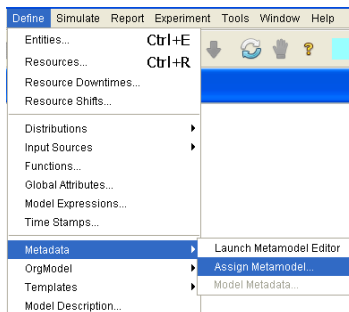 Define Simulate Report Experiment Tools Window Help
Entities... Ctrl+E
Resources... Ctrl+R
Resource Downtimes...
Resource Shifts...
Distributions
Input Sources
Functions...
Global Attributes...
Model Expressions...
Time Stamps...
Metadata
Launch Metamodel Editor
OrgModel
Assign Metamodel...
Templates
Model Metadata...
Model Description...